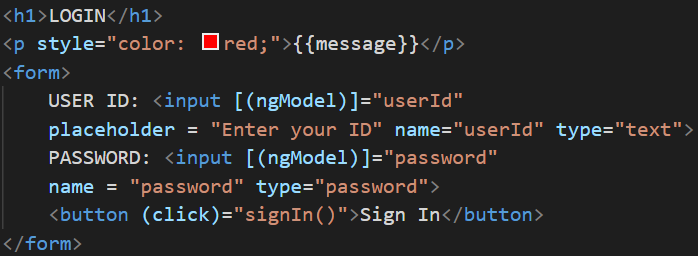 <h1>LOGIN</h1>
<p style="color: red;">{{message}}</p>
<form>
    USER ID: <input [(ngModel)]="userId"
    placeholder = "Enter your ID" name="userId" type="text">
    PASSWORD: <input [(ngModel)]="password"
    name = "password" type="password">
    <button (click)="signIn()">Sign In</button>
</form>